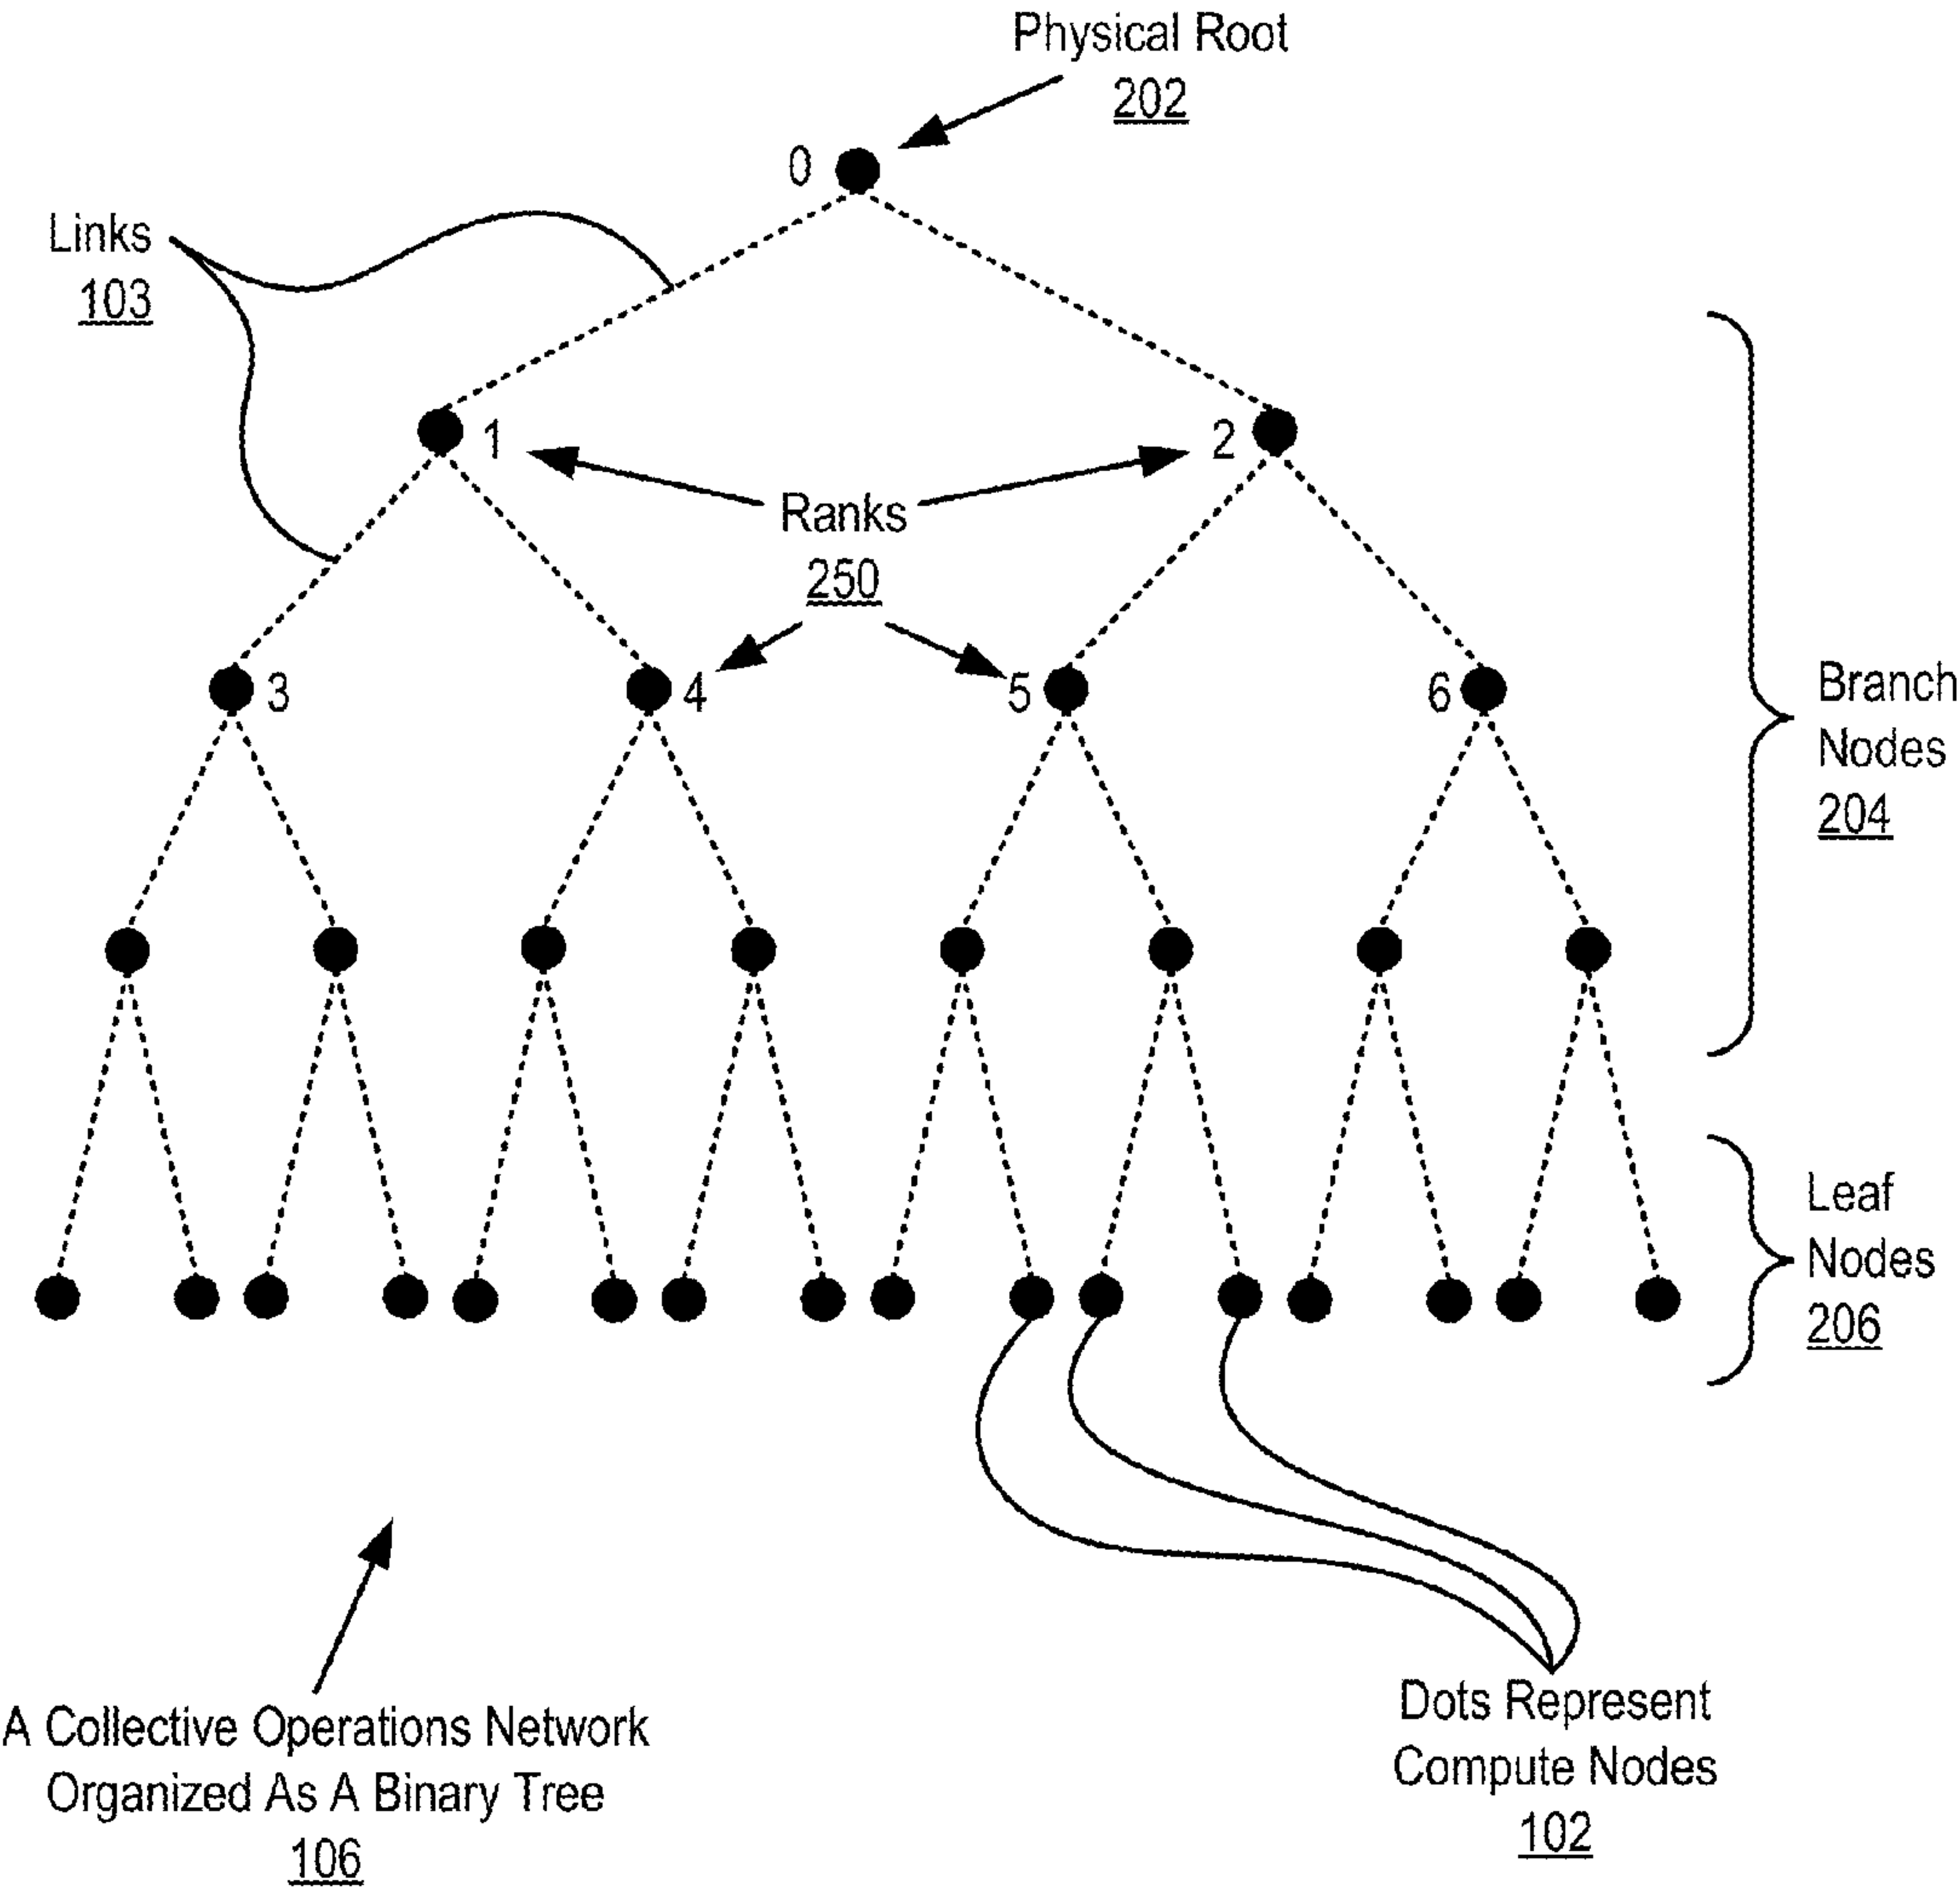 Physical Root
202
0
Links
103
1
2
Ranks
250
3
4
5
6
Branch
Nodes
204
Leaf
Nodes
206
A Collective Operations Network
Organized As A Binary Tree
106
Dots Represent
Compute Nodes
102